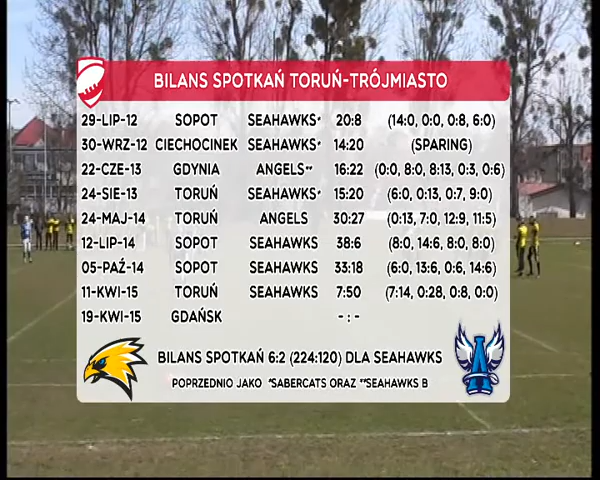 BILANS SPOTKAŃ TORUŃ-TRÓJMIASTO
29-LIP-12 SOPOT SEAHAWKS* 20:8 (14:0, 0:0, 0:8, 6:0)
30-WRZ-12 CIECHOCINEK SEAHAWKS* 14:20 (SPARING)
22-CZE-13 GDYNIA ANGELS** 16:22 (0:0, 8:0, 8:13, 0:3, 0:6)
24-SIE-13 TORUŃ SEAHAWKS* 15:20 (6:0, 0:13, 0:7, 9:0)
24-MAJ-14 TORUŃ ANGELS 30:27 (0:13, 7:0, 12:9, 11:5)
12-LIP-14 SOPOT SEAHAWKS 38:6 (8:0, 14:6, 8:0, 8:0)
05-PAŹ-14 SOPOT SEAHAWKS 33:18 (6:0, 13:6, 0:6, 14:6)
11-KWI-15 TORUŃ SEAHAWKS 7:50 (7:14, 0:28, 0:8, 0:0)
19-KWI-15 GDAŃSK - : -
BILANS SPOTKAŃ 6:2 (224:120) DLA SEAHAWKS
POPRZEDNIO JAKO *SABERCATS ORAZ **SEAHAWKS B